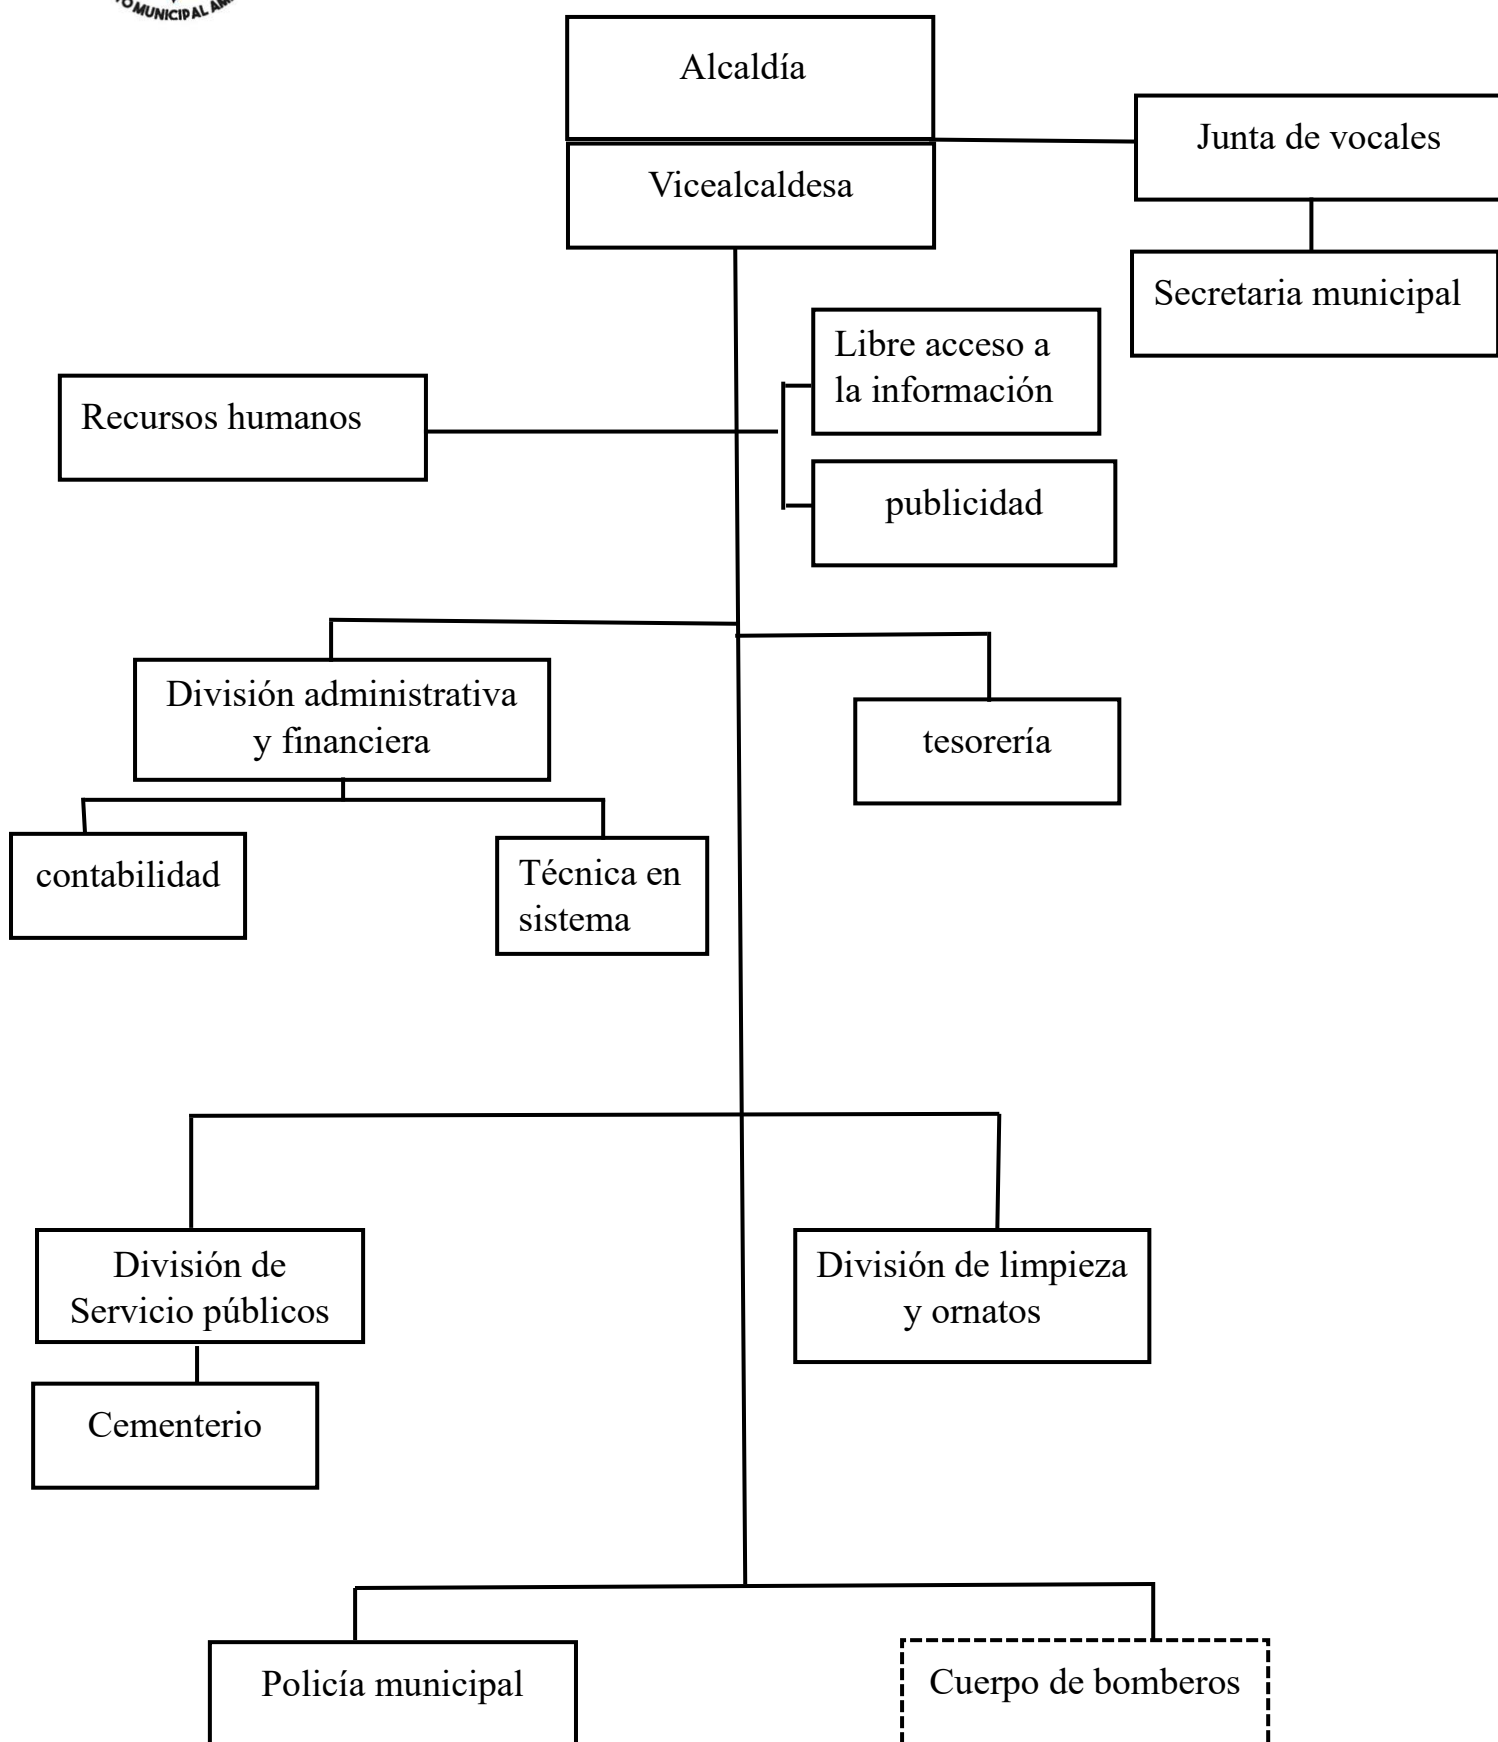 MUNICIPAL
Alcaldía
Junta de vocales
Vicealcaldesa
Secretaria municipal
Libre acceso a
la información
Recursos humanos
publicidad
División administrativa
y financiera
tesorería
contabilidad
Técnica en
sistema
División de
Servicio públicos
División de limpieza
y ornatos
Cementerio
Policía municipal
Cuerpo de bomberos